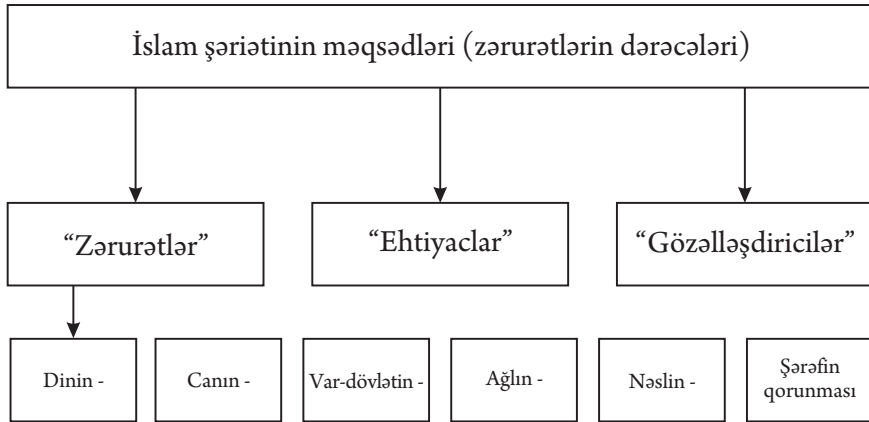 İslam şəriətinin məqsədləri (zərurətlərin dərəcələri)
“Zərurətlər”
“Ehtiyaclar”
“Gözəlləşdiricilər”
Dinin -
Canın -
Var-dövlətin -
Ağlın -
Nəslin -
Şərəfin
qorunması